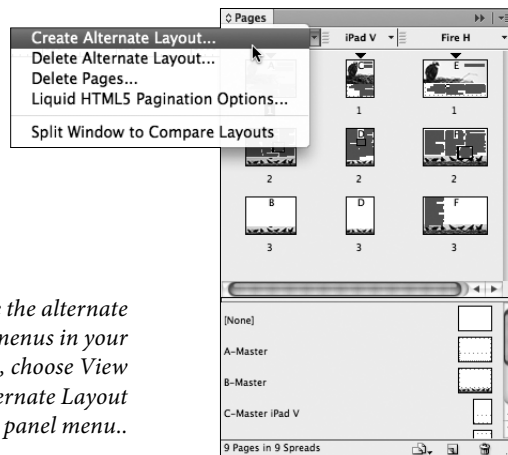 Pages
Create Alternate Layout...
Delete Alternate Layout...
Delete Pages...
Liquid HTML5 Pagination Options...
Split Window to Compare Layouts
iPad V
Fire H
C
E
1
1
D
2
2
2
B
D
F
3
3
3
the alternate
menus in your
, choose View
ernate Layout
panel menu..
[None]
A-Master
B-Master
C-Master iPad V
9 Pages in 9 Spreads